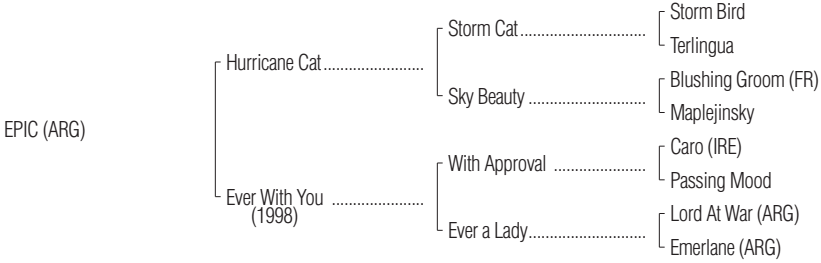 Storm Bird
Storm Cat..............................
Terlingua
Hurricane Cat........................
Blushing Groom (FR)
Sky Beauty ............................
Maplejinsky
EPIC (ARG)
Caro (IRE)
With Approval ......................
Passing Mood
Ever With You ......................
(1998)
Lord At War (ARG)
Ever a Lady............................
Emerlane (ARG)